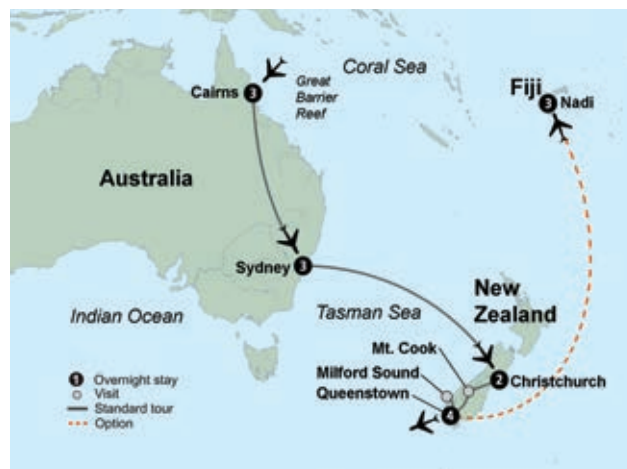 Coral Sea
Fiji
3
Nadi
Cairns
3
Great
Barrier
Reef
Australia
Sydney
3
New
Zealand
Indian Ocean
Tasman Sea
Mt. Cook
Milford Sound
2
Christchurch
Queenstown
4
1 Overnight stay
Visit
Standard tour
Option